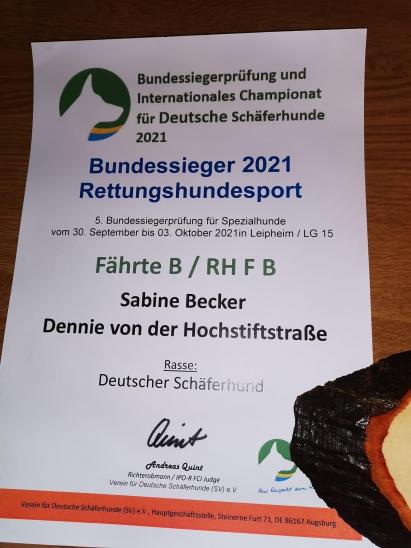 Bundessiegerprüfung und
Internationales Championat
für Deutsche Schäferhunde
2021
Bundessieger 2021
Rettungshundesport
5. Bundessiegerprüfung für Spezialhunde
vom 30. September bis 03. Oktober 2021in Leipheim / LG 15
Fährte B / RH F B
Sabine Becker
Dennie von der Hochstiftstraße
Rasse:
Deutscher Schäferhund
Quint
Andreas Quint
Richterobmann / IPO-R FCI Judge
Verein für Deutsche Schäferhunde (SV) e.V
Verein für Deutsche Schäferhunde (SV) e.V., Hauptgeschäftsstelle, Steinerne Furt 71, DE 86167 Augsburg